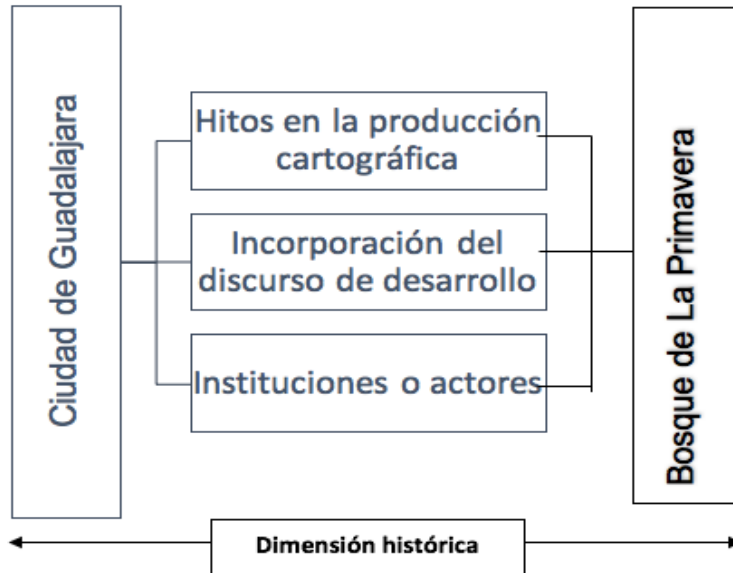 Ciudad de Guadalajara
Hitos en la producción
cartográfica
Incorporación del
discurso de desarrollo
Instituciones o actores
Bosque de La Primavera
Dimensión histórica